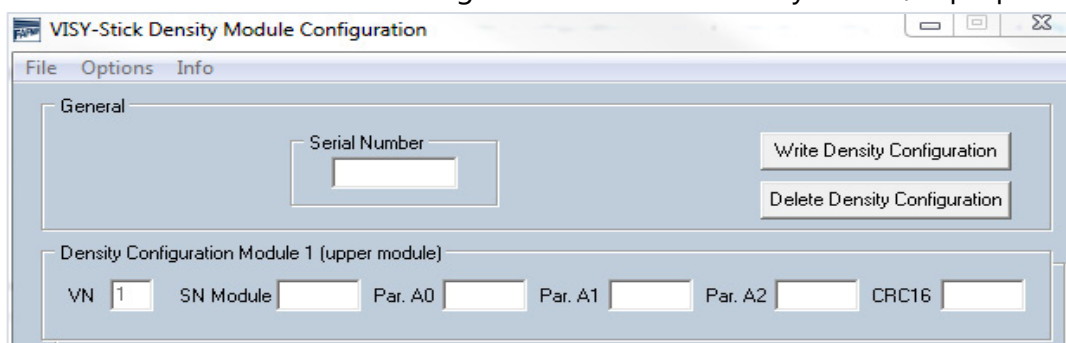 VISY-Stick Density Module Configuration
File Options Info
General
Serial Number
Write Density Configuration
Delete Density Configuration
Density Configuration Module 1 (upper module)
VN 1 SN Module Par. A0 Par. A1 Par. A2 CRC16